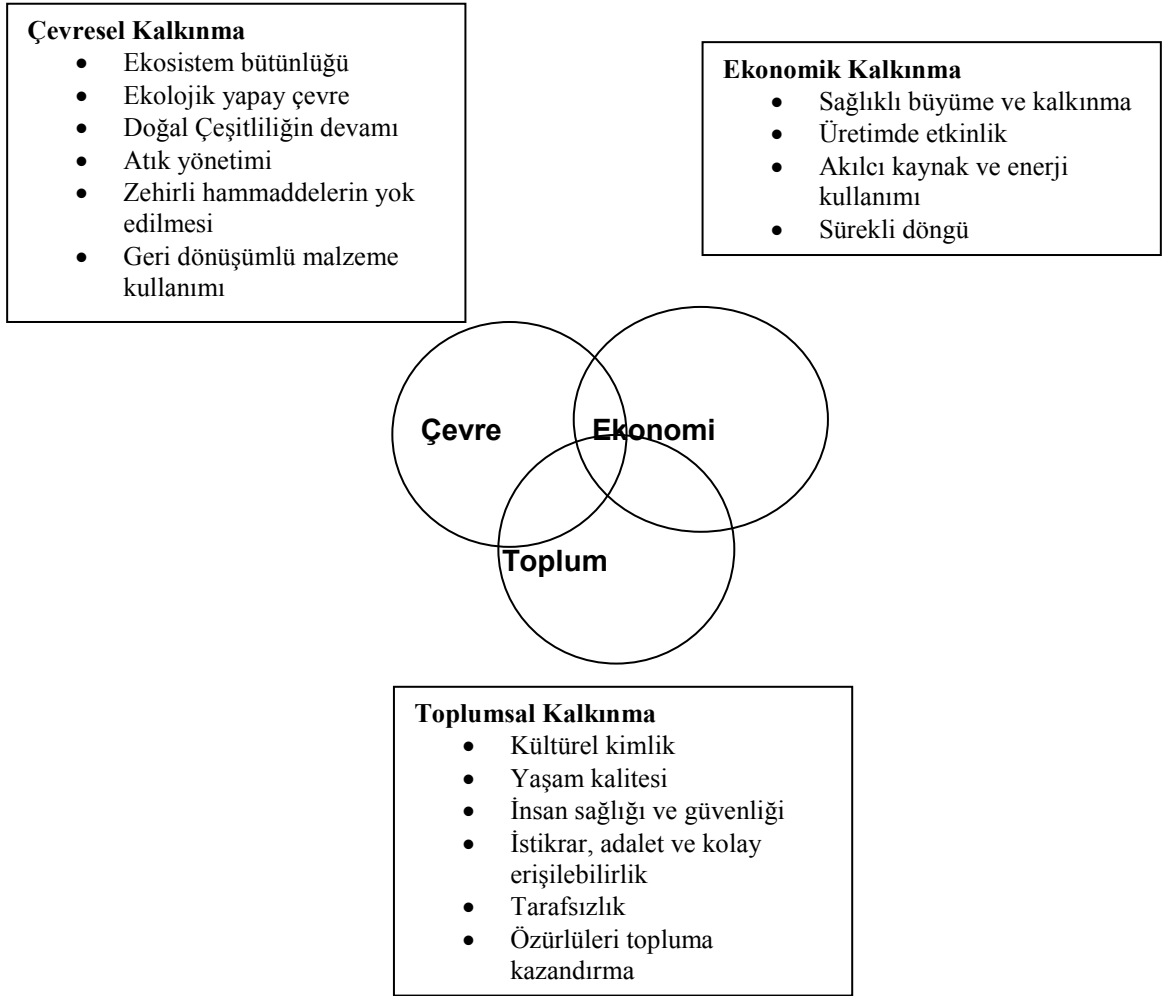 Çevresel Kalkınma
• Ekosistem bütünlüğü
• Ekolojik yapay çevre
• Doğal Çeşitliliğin devamı
• Atık yönetimi
• Zehirli hammaddelerin yok
edilmesi
• Geri dönüşümlü malzeme
kullanımı
Ekonomik Kalkınma
• Sağlıklı büyüme ve kalkınma
• Üretimde etkinlik
• Akılcı kaynak ve enerji
kullanımı
• Sürekli döngü
Çevre
Ekonomi
Toplum
Toplumsal Kalkınma
• Kültürel kimlik
• Yaşam kalitesi
• İnsan sağlığı ve güvenliği
• İstikrar, adalet ve kolay
erişilebilirlik
• Tarafsızlık
• Özürlüleri topluma
kazandırma